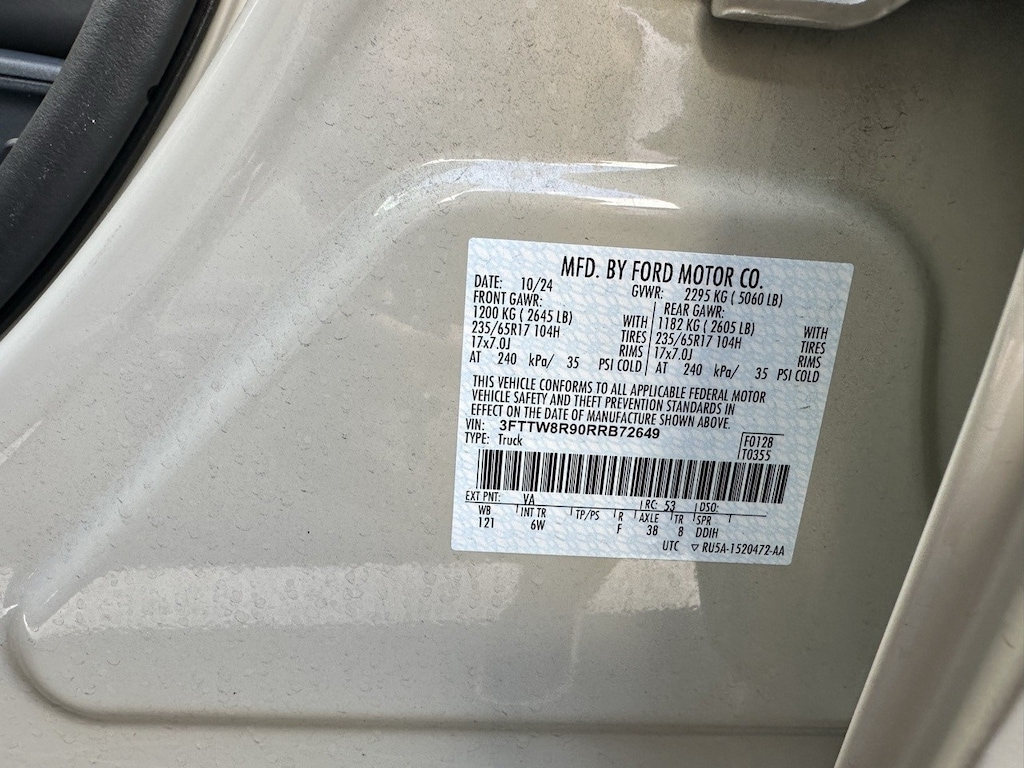 MFD. BY FORD MOTOR CO.
DATE: 10/24 GVWR: 2295 KG ( 5060 LB)
FRONT GAWR: REAR GAWR:
1200 KG ( 2645 LB) WITH 1182 KG ( 2605 LB) WITH
235/65R17 104H TIRES 235/65R17 104H TIRES
17x7.0J RIMS 17x7.0J RIMS
AT 240 kPa/ 35 PSI COLD AT 240 kPa/ 35 PSI COLD
THIS VEHICLE CONFORMS TO ALL APPLICABLE FEDERAL MOTOR
VEHICLE SAFETY AND THEFT PREVENTION STANDARDS IN
EFFECT ON THE DATE OF MANUFACTURE SHOWN ABOVE.
VIN: 3FTTW8R90RRB72649 F0128
TYPE: Truck T0355
EXT PNT: VA RC: 53 DSO:
WB INT TR TP/PS R AXLE TR SPR
121 6W F 3B 8 DDIH
UTC ▽ RU5A-1520472-AA